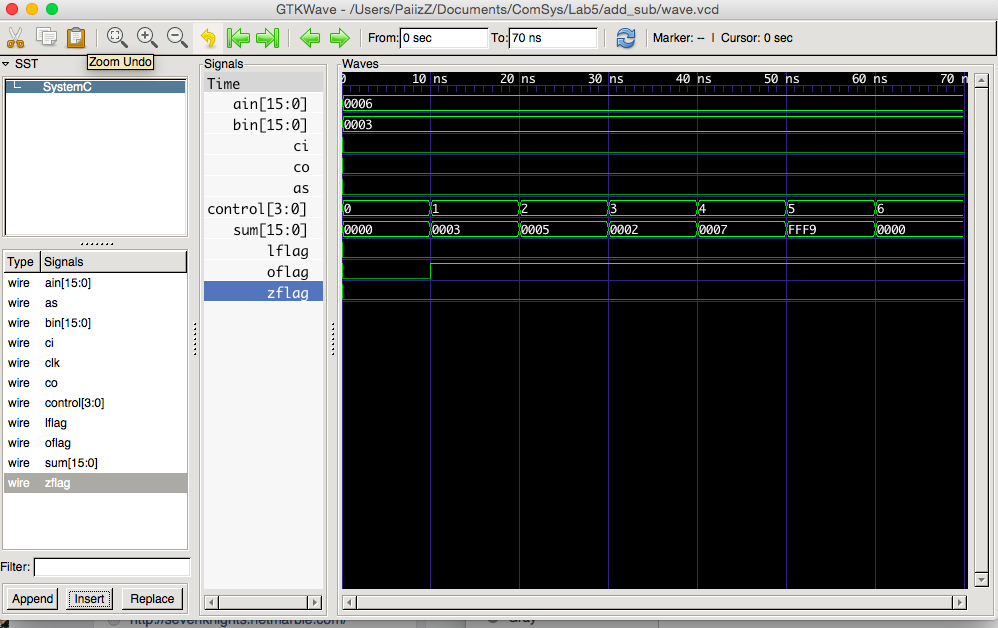 GTKWave - /Users/PaiizZ/Documents/ComSys/Lab5/add_sub/wave.vcd
From: 0 sec To: 70 ns Marker: -- | Cursor: 0 sec
Zoom Undo
SST
SystemC
Type Signals
wire ain[15:0]
wire as
wire bin[15:0]
wire ci
wire clk
wire co
wire control[3:0]
wire lflag
wire oflag
wire sum[15:0]
wire zflag
Filter:
Append Insert Replace
Signals
Time
ain[15:0]
bin[15:0]
ci
co
as
control[3:0]
sum[15:0]
lflag
oflag
zflag
Waves
0 10 ns 20 ns 30 ns 40 ns 50 ns 60 ns 70 n
0006
0003
0 1 2 3 4 5 6
0000 0003 0005 0002 0007 FFF9 0000
http://sevenknights.netmarble.com/
Gray